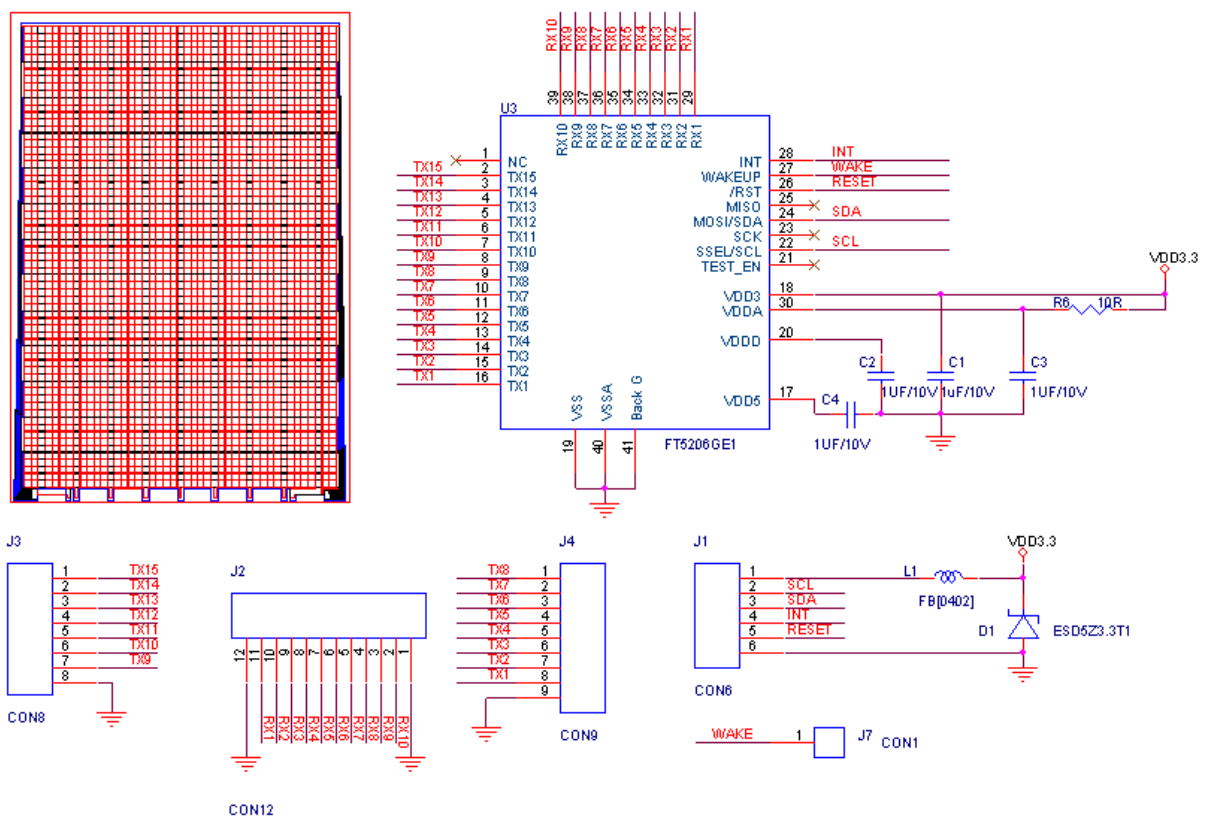 RX10 RX9 RX8 RX7 RX6 RX5 RX4 RX3 RX2 RX1
39 38 37 36 35 34 33 32 31 29
U3
RX10 RX9 RX8 RX7 RX6 RX5 RX4 RX3 RX2 RX1
1 NC
TX15 2 TX15
TX14 3 TX14
TX13 4 TX13
TX12 5 TX12
TX11 6 TX11
TX10 7 TX10
TX9 8 TX9
TX8 9 TX8
TX7 10 TX7
TX6 11 TX6
TX5 12 TX5
TX4 13 TX4
TX3 14 TX3
TX2 15 TX2
TX1 16 TX1
INT 28 INT
WAKEUP 27 WAKE
/RST 26 RESET
MISO 25
MOSI/SDA 24 SDA
SCK 23
SSEL/SCL 22 SCL
TEST_EN 21
VDD3.3
VDD3 18
VDDA 30
R6 10R
VDDD 20
C2 C1 C3
1UF/10V 1uF/10V 1UF/10V
VDD5 17
C4
1UF/10V
VSS VSSA Back G
19 40 41
FT5206GE1
J3
1 TX15
2 TX14
3 TX13
4 TX12
5 TX11
6 TX10
7 TX9
8
CON8
J2
12 11 10 9 8 7 6 5 4 3 2 1
RX1 RX2 RX3 RX4 RX5 RX6 RX7 RX8 RX9 RX10
CON12
J4
TX8 1
TX7 2
TX6 3
TX5 4
TX4 5
TX3 6
TX2 7
TX1 8
9
CON9
J1
1
2 SCL
3 SDA
4 INT
5 RESET
6
CON6
VDD3.3
L1
FB[0402]
D1 ESD5Z3.3T1
WAKE 1 J7 CON1